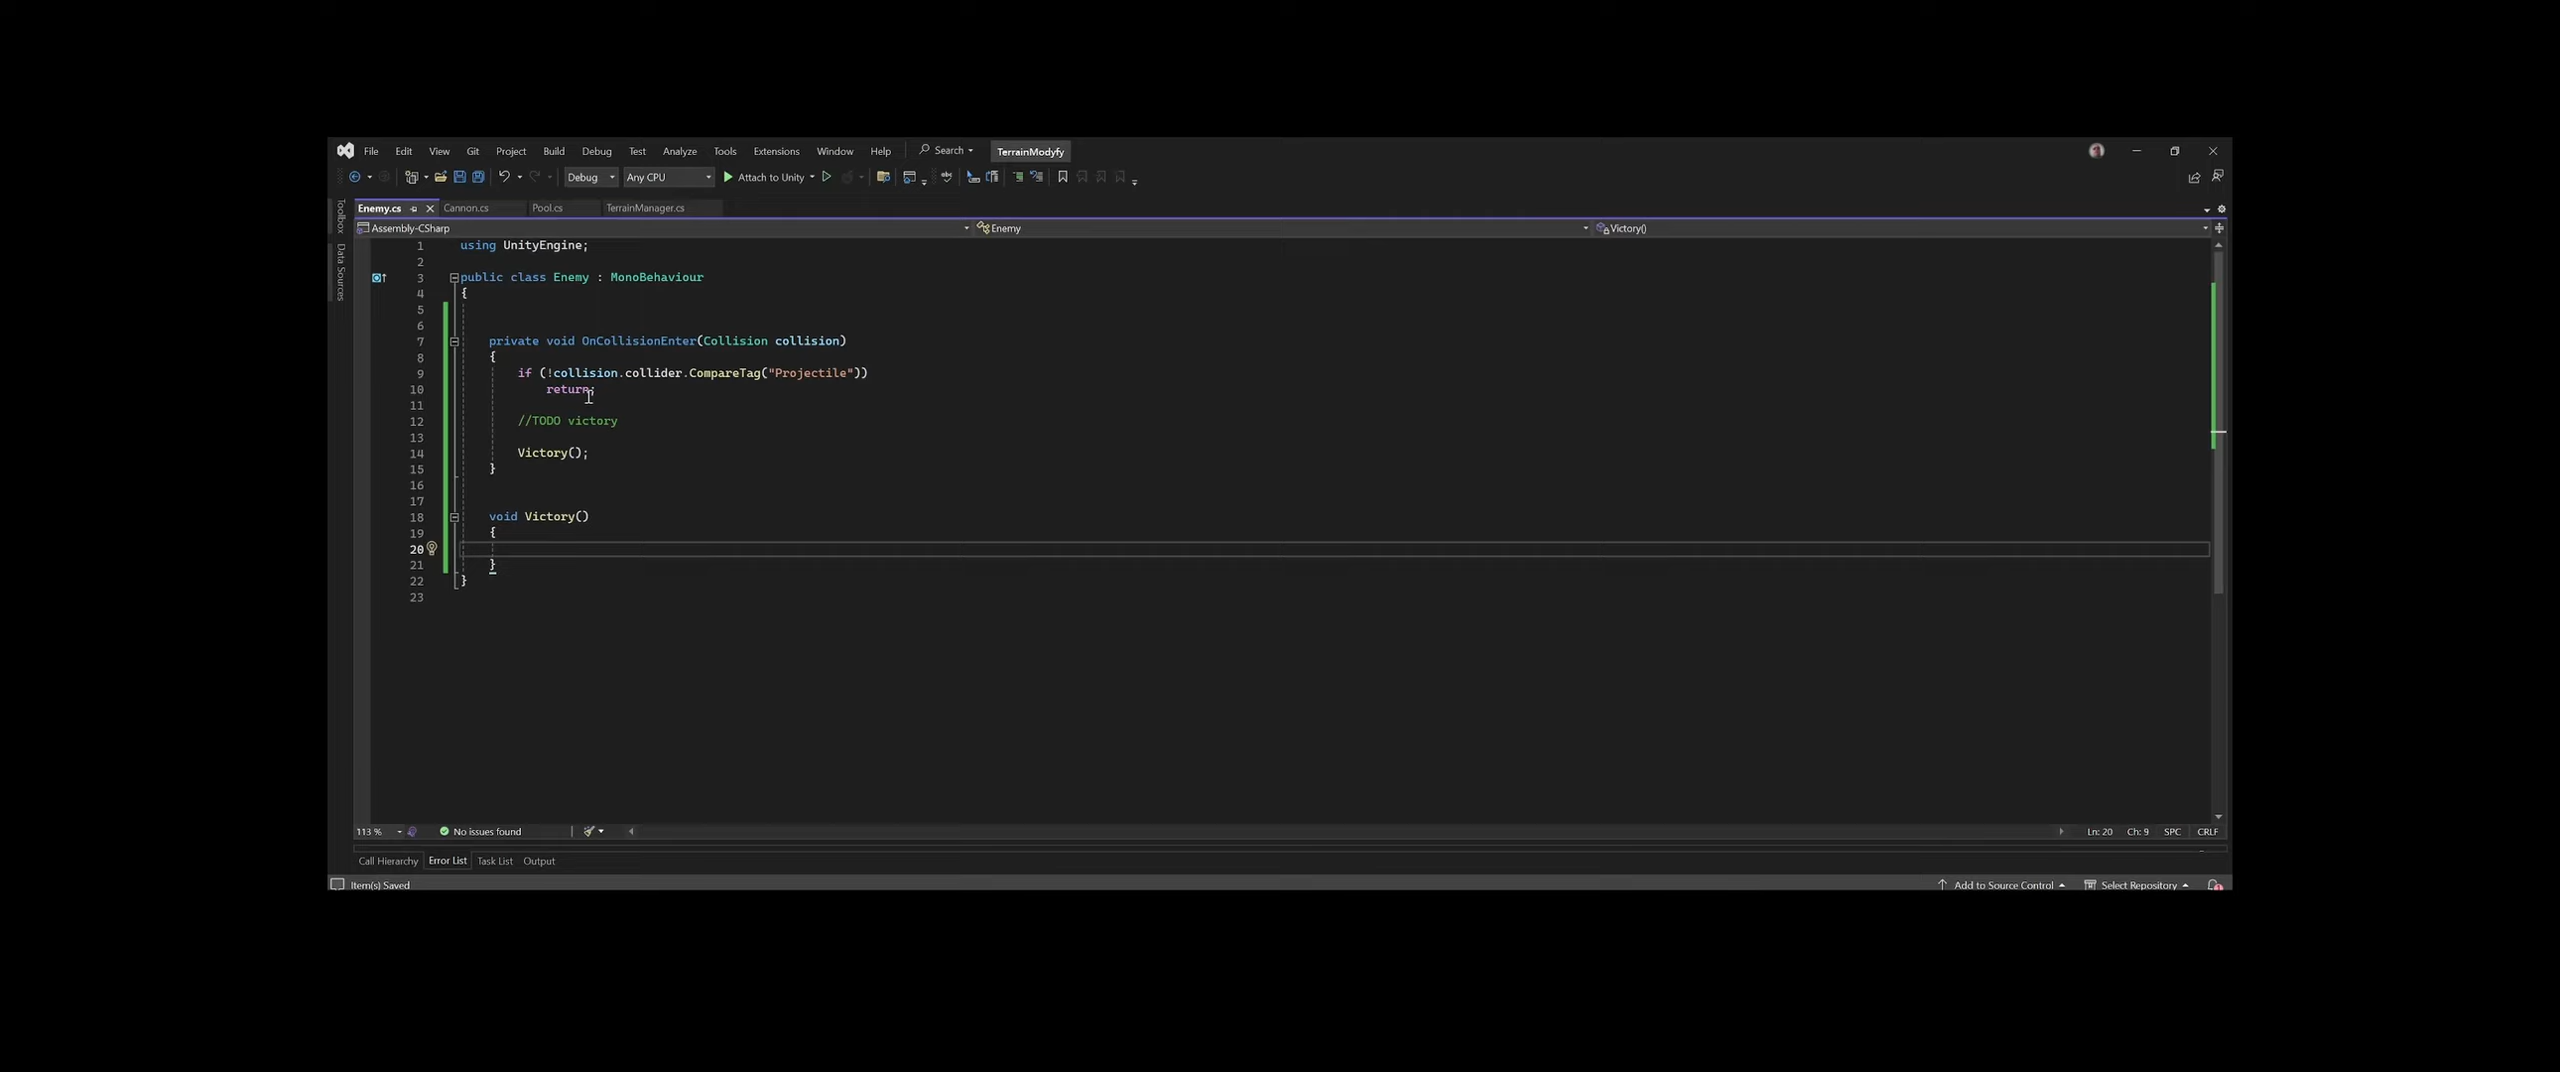 File Edit View Git Project Build Debug Test Analyze Tools Extensions Window Help Search TerrainModyfy
Debug Any CPU Attach to Unity
Enemy.cs Cannon.cs Pool.cs TerrainManager.cs
Toolbox
Data Sources
Assembly-CSharp Enemy Victory()
1 using UnityEngine;
2
3 public class Enemy : MonoBehaviour
4 {
5
6
7 private void OnCollisionEnter(Collision collision)
8 {
9 if (!collision.collider.CompareTag("Projectile"))
10 return;
11
12 //TODO victory
13
14 Victory();
15 }
16
17
18 void Victory()
19 {
20
21 }
22 }
23
113 % No issues found Ln: 20 Ch: 9 SPC CRLF
Call Hierarchy Error List Task List Output
Item(s) Saved Add to Source Control Select Repository